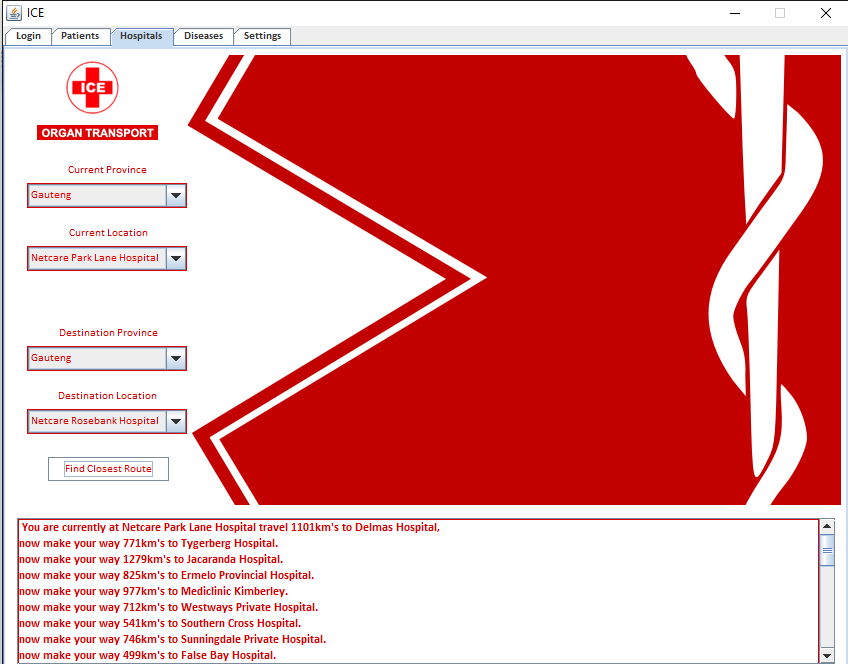 ICE
Login Patients Hospitals Diseases Settings
ICE
ORGAN TRANSPORT
Current Province
Gauteng
Current Location
Netcare Park Lane Hospital
Destination Province
Gauteng
Destination Location
Netcare Rosebank Hospital
Find Closest Route
You are currently at Netcare Park Lane Hospital travel 1101km's to Delmas Hospital,
now make your way 771km's to Tygerberg Hospital.
now make your way 1279km's to Jacaranda Hospital.
now make your way 825km's to Ermelo Provincial Hospital.
now make your way 977km's to Mediclinic Kimberley.
now make your way 712km's to Westways Private Hospital.
now make your way 541km's to Southern Cross Hospital.
now make your way 746km's to Sunningdale Private Hospital.
now make your way 499km's to False Bay Hospital.